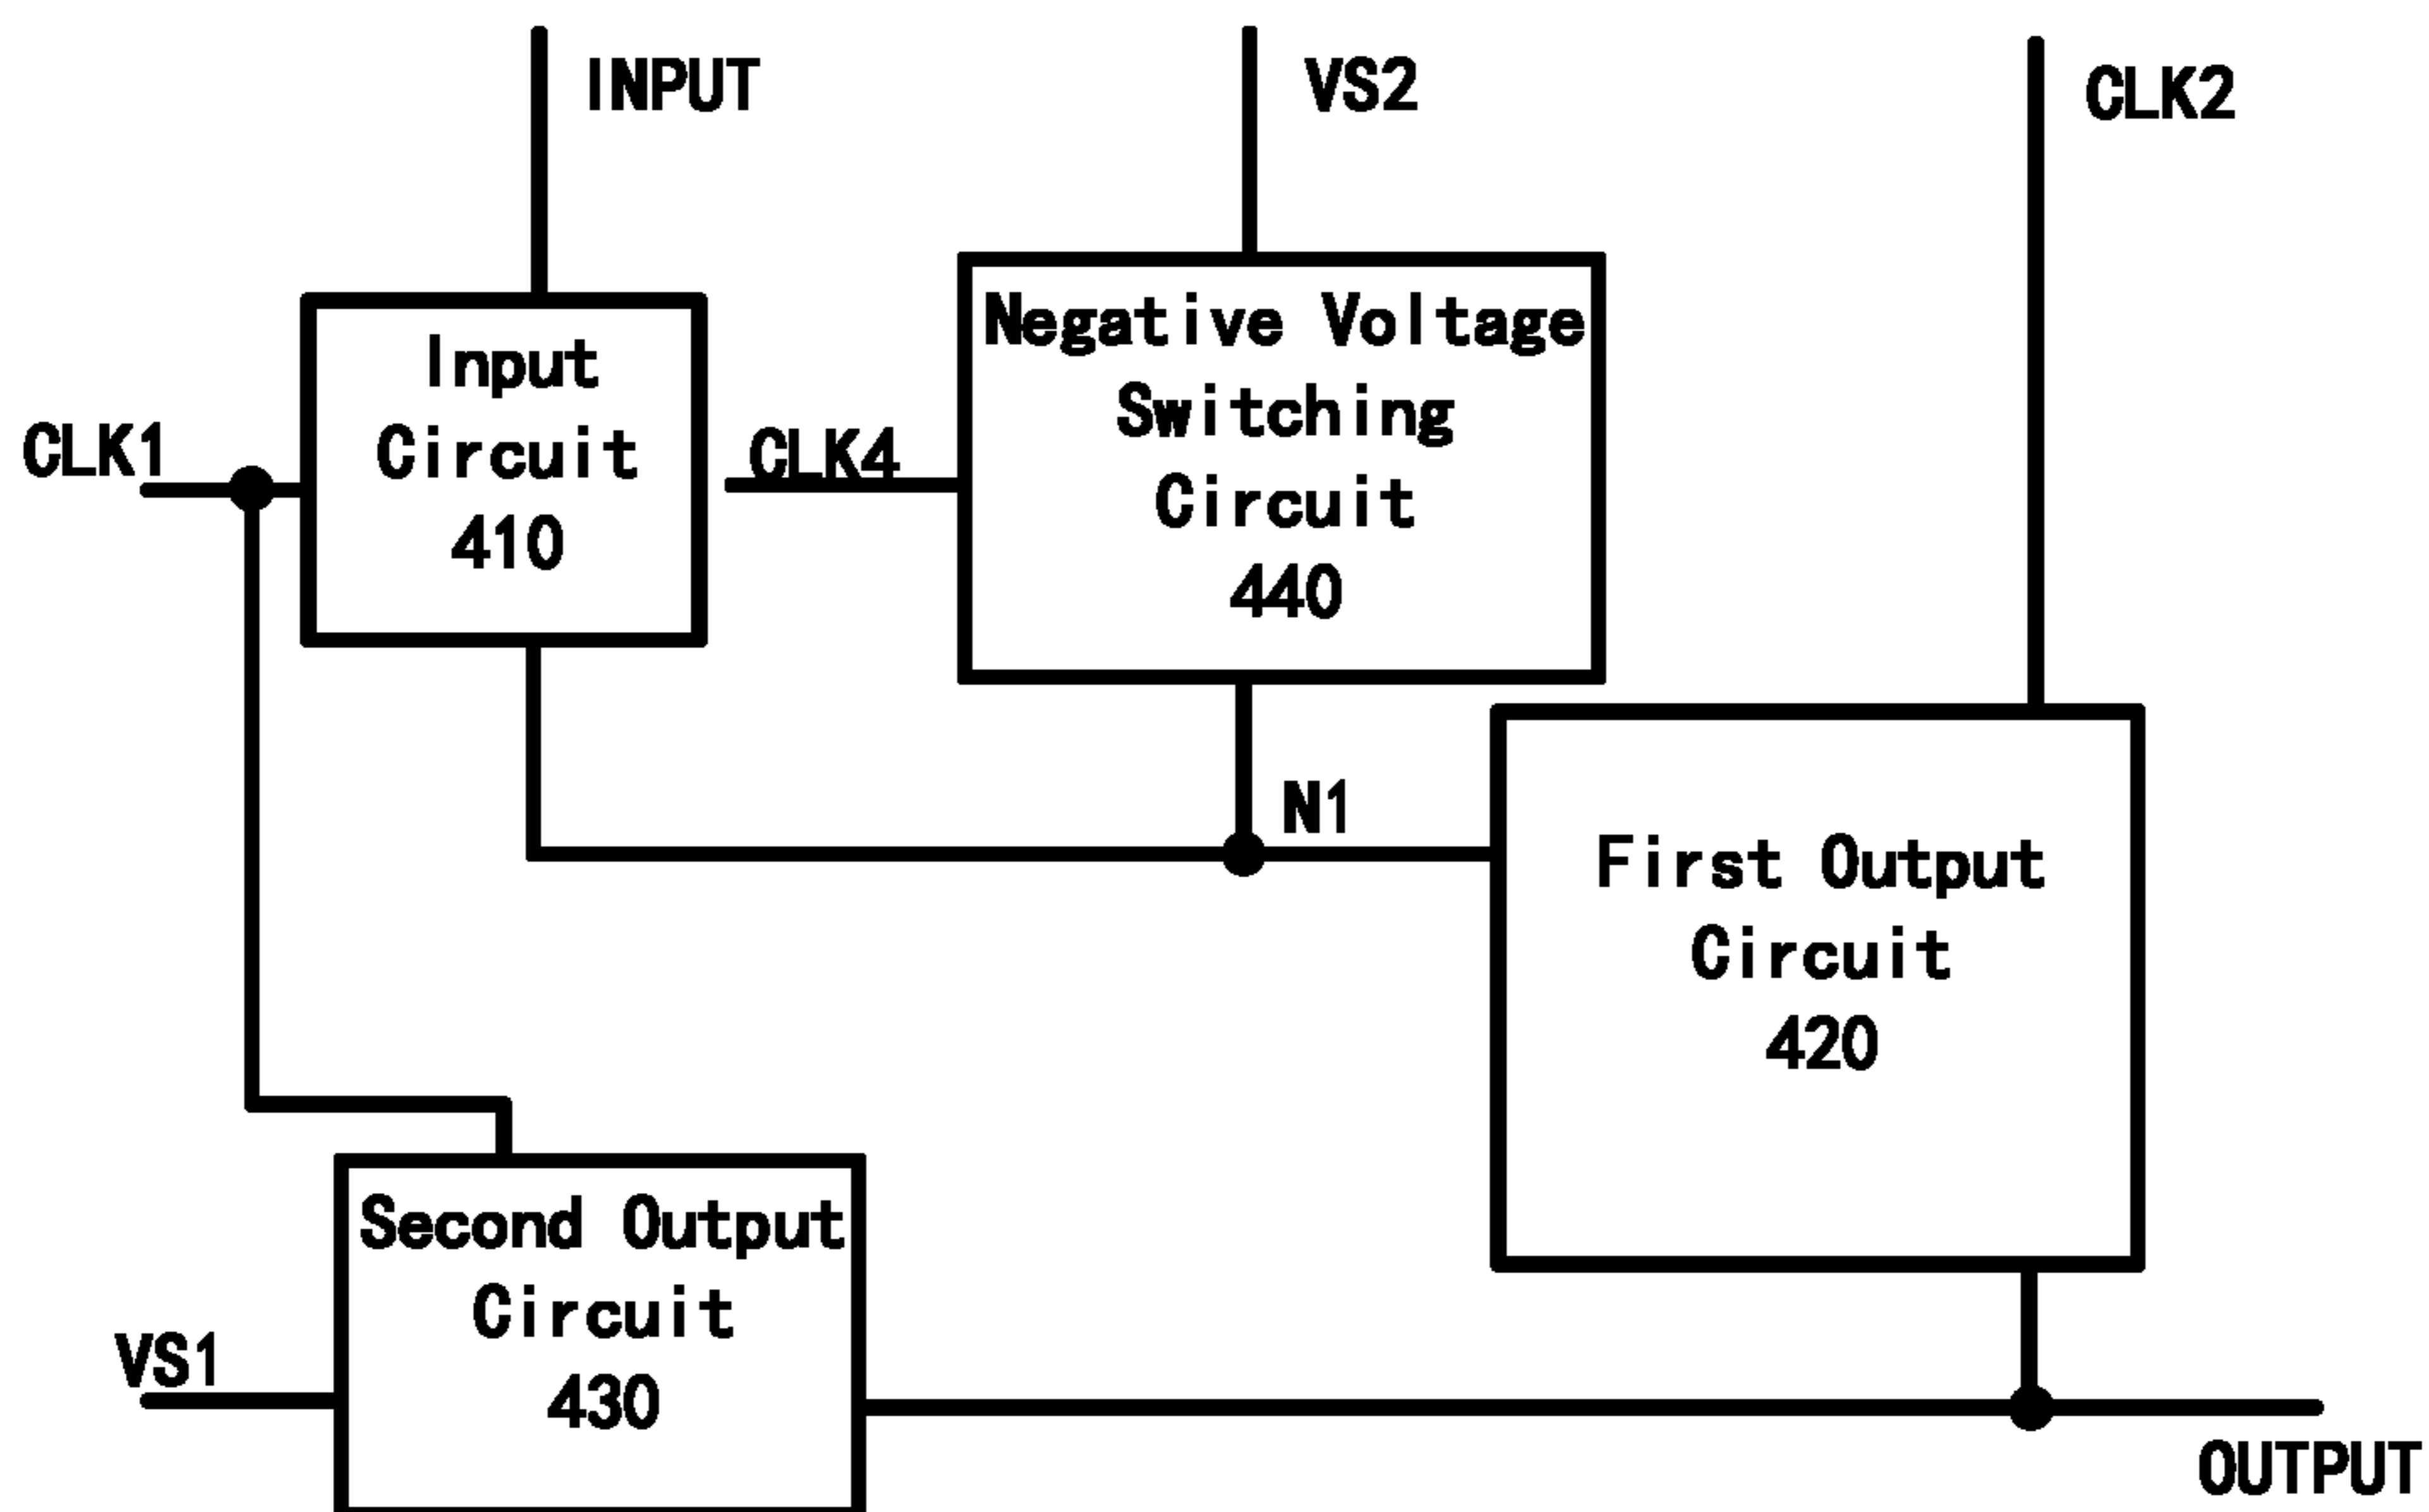 INPUT
VS2
CLK2
Input
Circuit
410
CLK1
Negative Voltage
Switching
Circuit
440
CLK4
N1
First Output
Circuit
420
Second Output
Circuit
430
VS1
OUTPUT